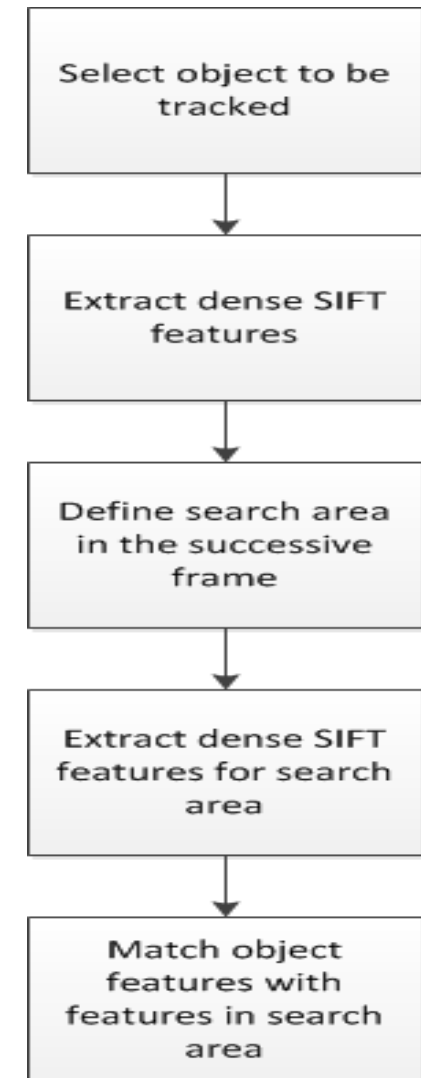 Select object to be
tracked
Extract dense SIFT
features
Define search area
in the successive
frame
Extract dense SIFT
features for search
area
Match object
features with
features in search
area